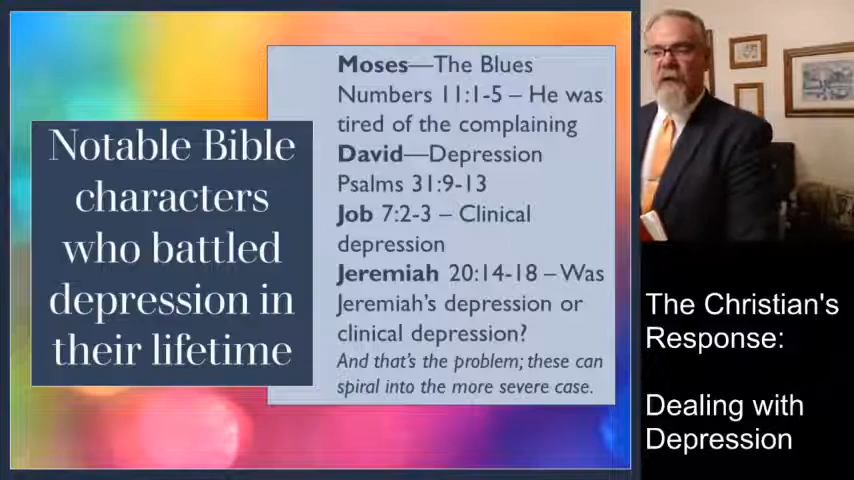 Notable Bible
characters
who battled
depression in
their lifetime
Moses—The Blues
Numbers 11:1-5 – He was
tired of the complaining
David—Depression
Psalms 31:9-13
Job 7:2-3 – Clinical
depression
Jeremiah 20:14-18 – Was
Jeremiah's depression or
clinical depression?
And that's the problem; these can
spiral into the more severe case.
The Christian's
Response:
Dealing with
Depression